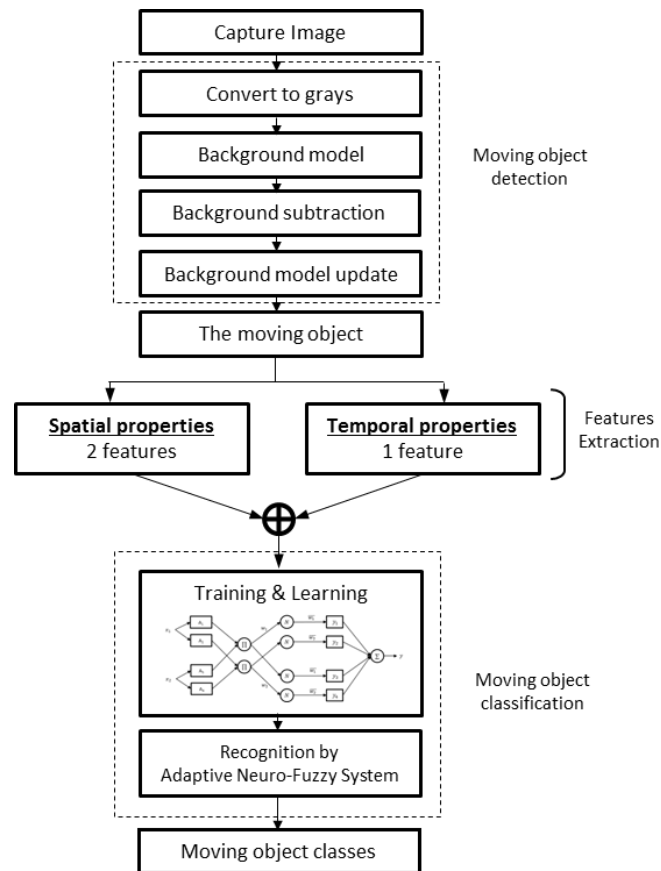 Capture Image
Convert to grays
Background model
Background subtraction
Background model update
Moving object
detection
The moving object
Spatial properties
2 features
Temporal properties
1 feature
Features
Extraction
Training & Learning
Recognition by
Adaptive Neuro-Fuzzy System
Moving object
classification
Moving object classes